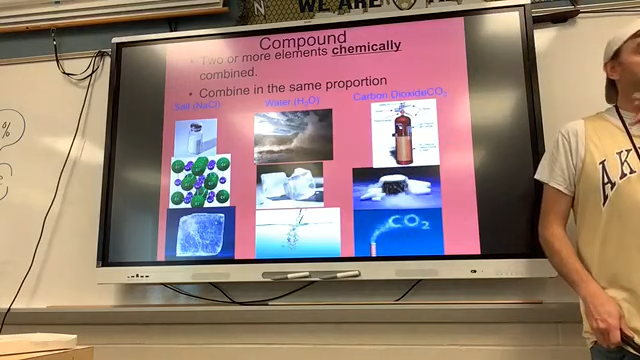 N
WE ARE
Compound
• Two or more elements chemically
combined.
• Combine in the same proportion
Salt (NaCl)
Water (H₂O)
Carbon DioxideCO₂
CO₂
%
AK